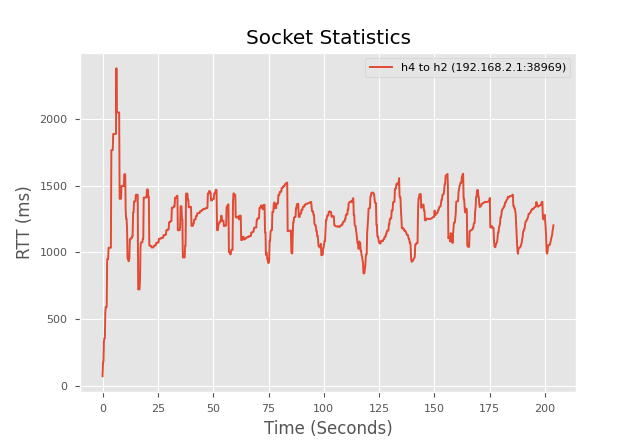 Socket Statistics
h4 to h2 (192.168.2.1:38969)
RTT (ms)
2000
1500
1000
500
0
0 25 50 75 100 125 150 175 200
Time (Seconds)